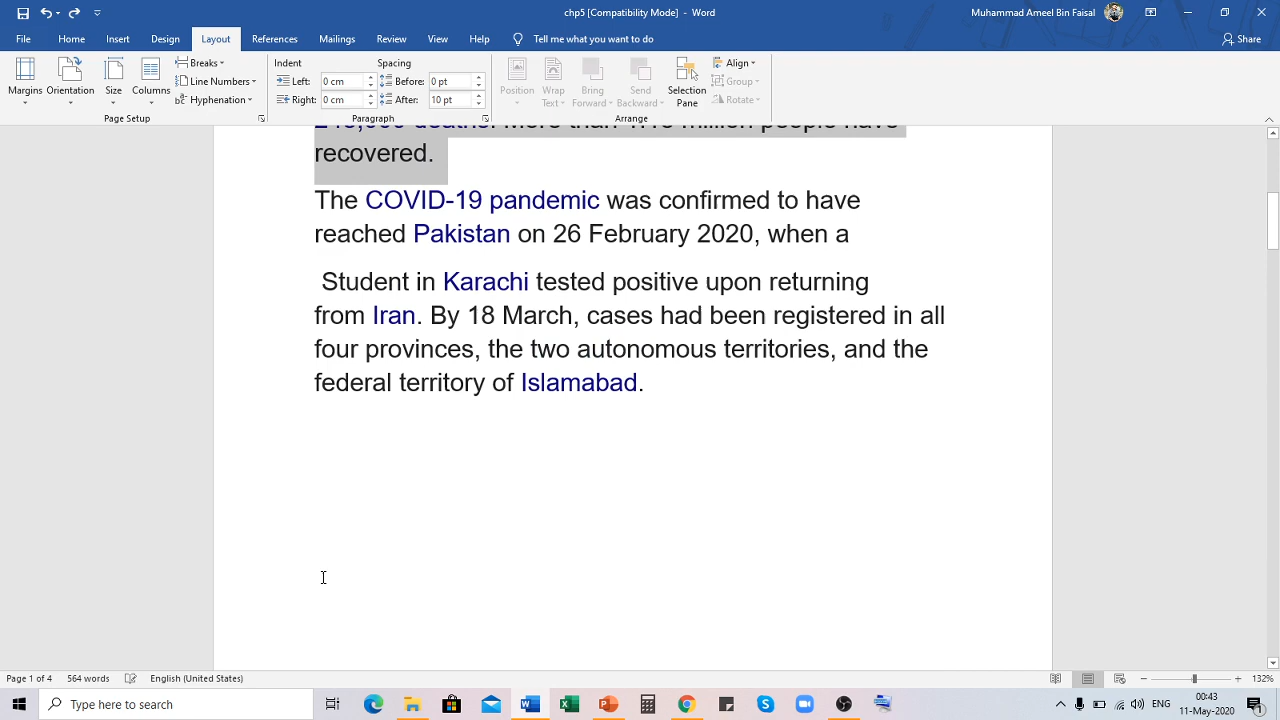 chp5 [Compatibility Mode] - Word
Muhammad Ameel Bin Faisal
File Home Insert Design Layout References Mailings Review View Help Tell me what you want to do Share
Margins Orientation Size Columns Breaks Line Numbers Hyphenation
Indent Spacing
Left: 0 cm Before: 0 pt
Right: 0 cm After: 10 pt
Position Wrap Text Bring Forward Send Backward Selection Pane Align Group Rotate
Page Setup Paragraph Arrange
deaths. More than million people have
recovered.
The COVID-19 pandemic was confirmed to have
reached Pakistan on 26 February 2020, when a
Student in Karachi tested positive upon returning
from Iran. By 18 March, cases had been registered in all
four provinces, the two autonomous territories, and the
federal territory of Islamabad.
Page 1 of 4 564 words English (United States) 132%
Type here to search
ENG
00:43
11-May-2020